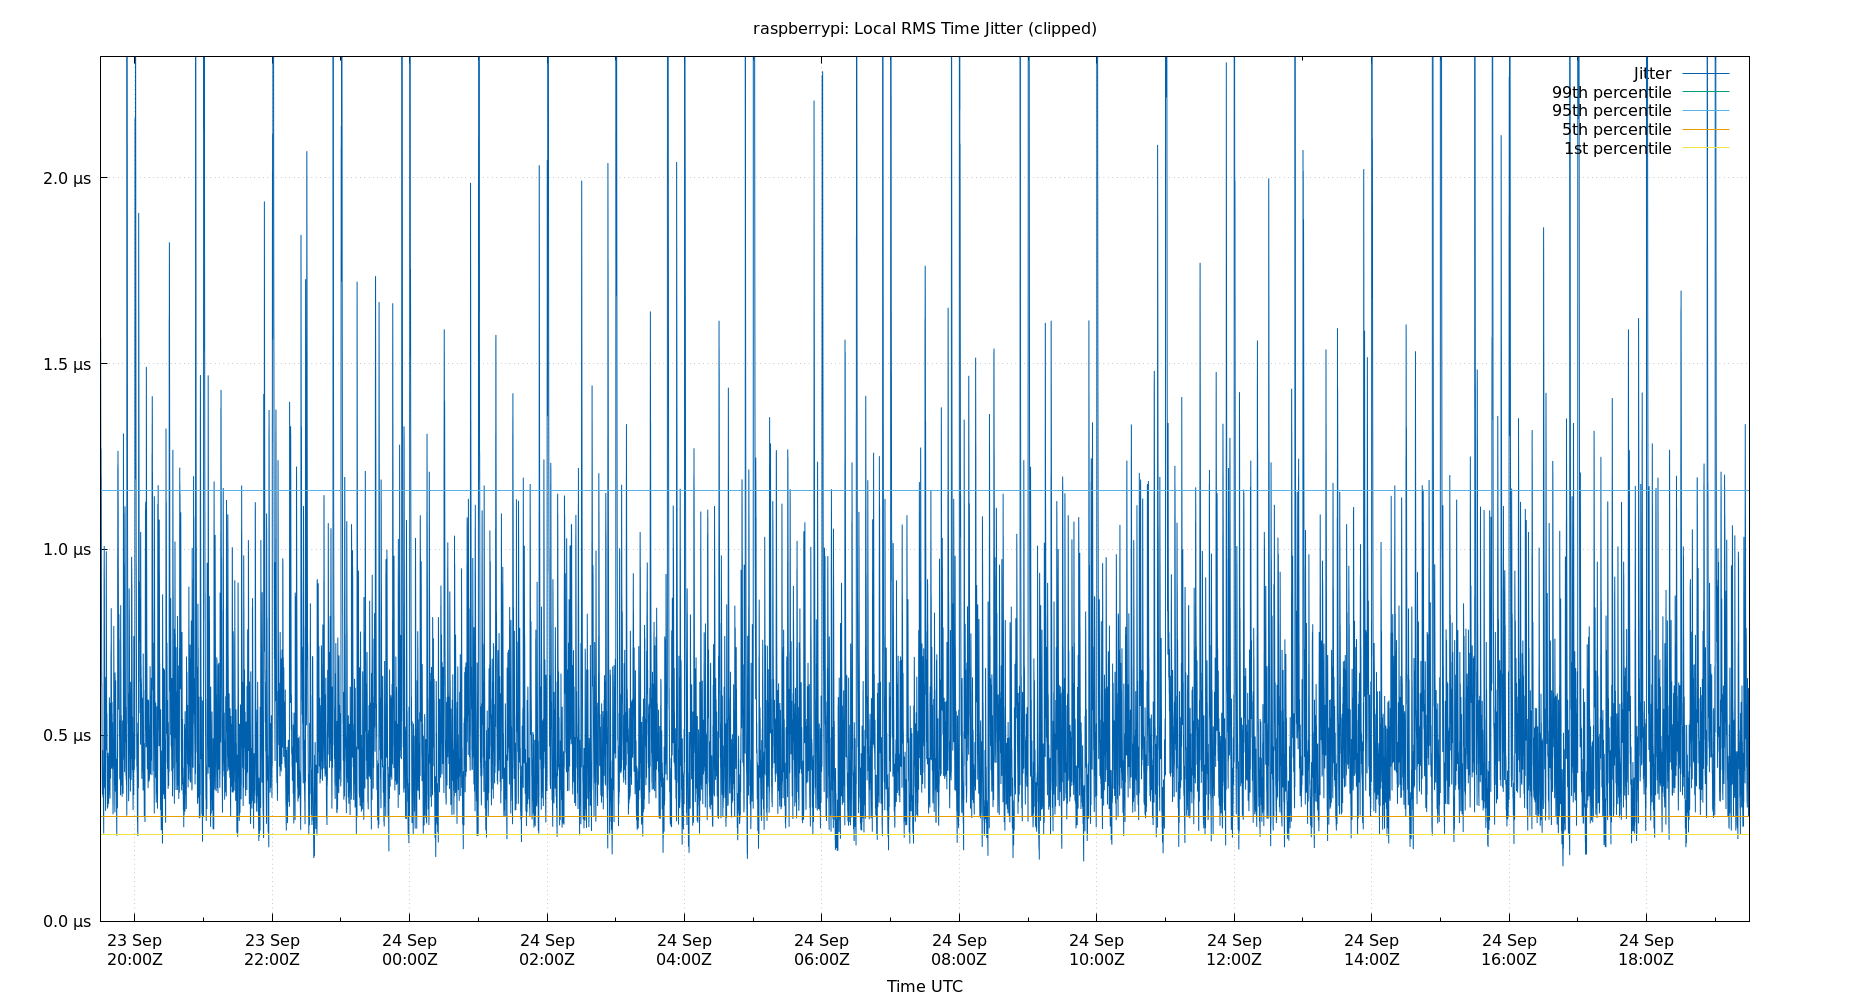 raspberrypi: Local RMS Time Jitter (clipped)
Jitter
99th percentile
95th percentile
5th percentile
1st percentile
2.0 µs
1.5 µs
1.0 µs
0.5 µs
0.0 µs
23 Sep 23 Sep 24 Sep 24 Sep 24 Sep 24 Sep 24 Sep 24 Sep 24 Sep 24 Sep 24 Sep 24 Sep
20:00Z 22:00Z 00:00Z 02:00Z 04:00Z 06:00Z 08:00Z 10:00Z 12:00Z 14:00Z 16:00Z 18:00Z
Time UTC